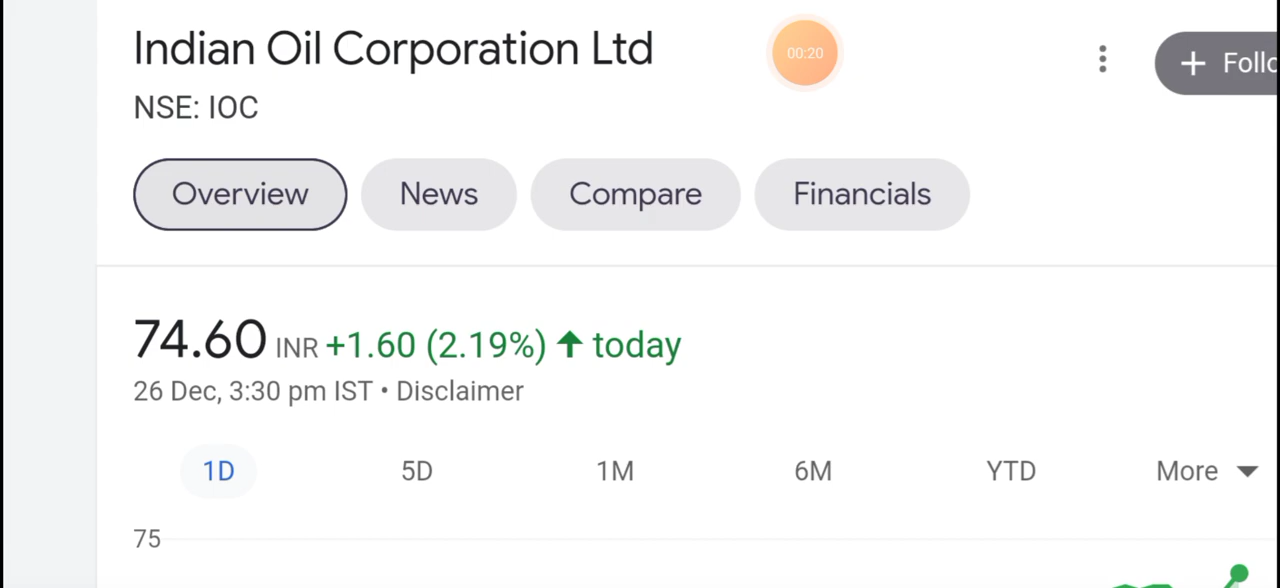 Indian Oil Corporation Ltd
00:20
+ Follo
NSE: IOC
Overview News Compare Financials
74.60 INR +1.60 (2.19%) ↑ today
26 Dec, 3:30 pm IST • Disclaimer
1D 5D 1M 6M YTD More
75